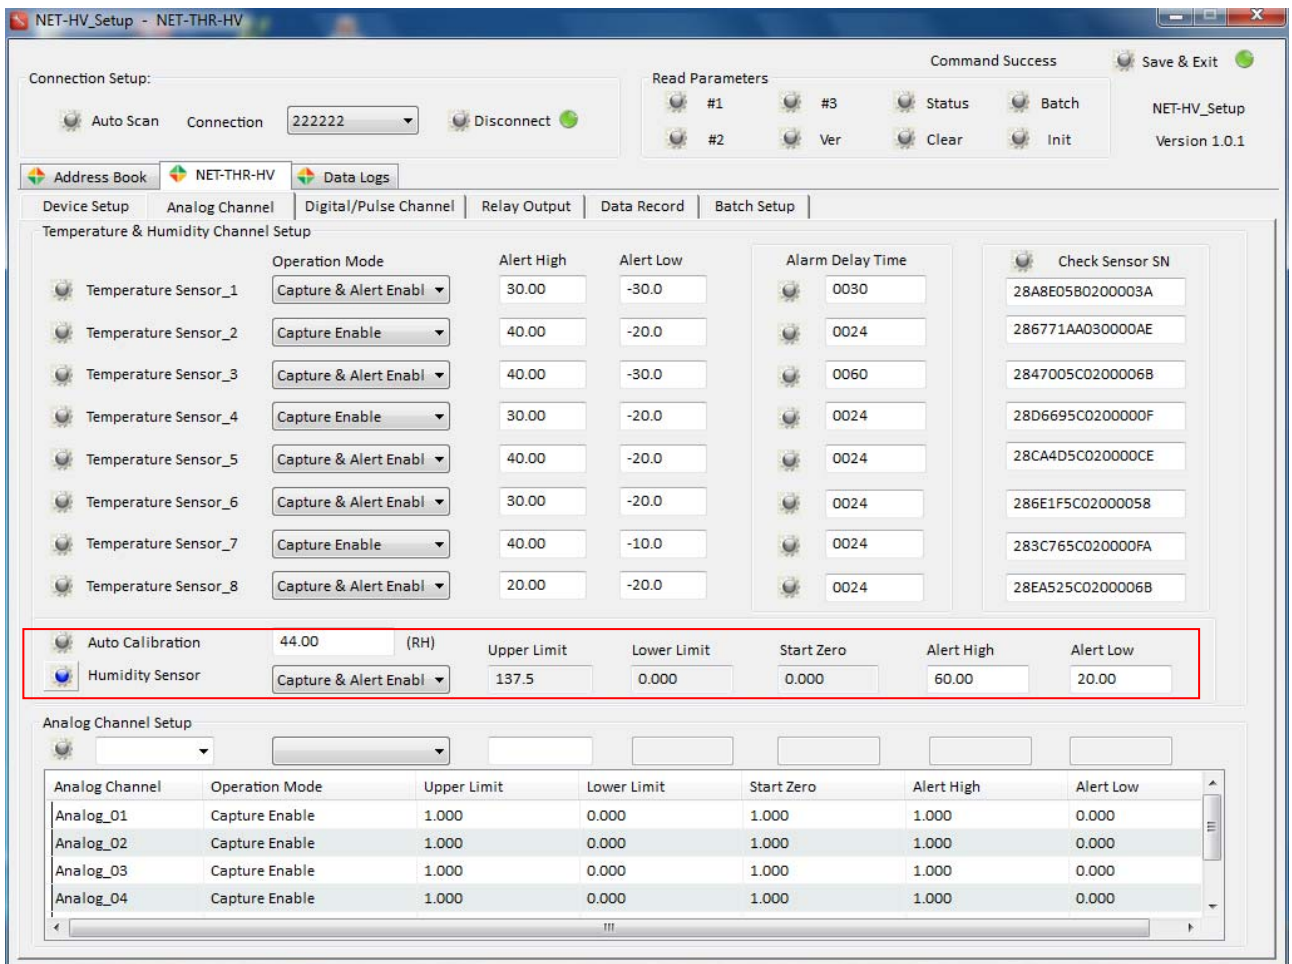 NET-HV_Setup - NET-THR-HV
Command Success Save & Exit
Connection Setup: Read Parameters
#1 #3 Status Batch NET-HV_Setup
Auto Scan Connection 222222 Disconnect
#2 Ver Clear Init Version 1.0.1
Address Book NET-THR-HV Data Logs
Device Setup Analog Channel Digital/Pulse Channel Relay Output Data Record Batch Setup
Temperature & Humidity Channel Setup
Operation Mode Alert High Alert Low Alarm Delay Time Check Sensor SN
Temperature Sensor_1 Capture & Alert Enabl 30.00 -30.0 0030 28A8E05B0200003A
Temperature Sensor_2 Capture Enable 40.00 -20.0 0024 286771AA030000AE
Temperature Sensor_3 Capture & Alert Enabl 40.00 -30.0 0060 2847005C0200006B
Temperature Sensor_4 Capture Enable 30.00 -20.0 0024 28D6695C0200000F
Temperature Sensor_5 Capture & Alert Enabl 40.00 -20.0 0024 28CA4D5C020000CE
Temperature Sensor_6 Capture & Alert Enabl 30.00 -20.0 0024 286E1F5C02000058
Temperature Sensor_7 Capture Enable 40.00 -10.0 0024 283C765C020000FA
Temperature Sensor_8 Capture & Alert Enabl 20.00 -20.0 0024 28EA525C0200006B
Auto Calibration 44.00 (RH)
Upper Limit Lower Limit Start Zero Alert High Alert Low
Humidity Sensor Capture & Alert Enabl 137.5 0.000 0.000 60.00 20.00
Analog Channel Setup
Analog Channel Operation Mode Upper Limit Lower Limit Start Zero Alert High Alert Low
Analog_01 Capture Enable 1.000 0.000 1.000 1.000 0.000
Analog_02 Capture Enable 1.000 0.000 1.000 1.000 0.000
Analog_03 Capture Enable 1.000 0.000 1.000 1.000 0.000
Analog_04 Capture Enable 1.000 0.000 1.000 1.000 0.000